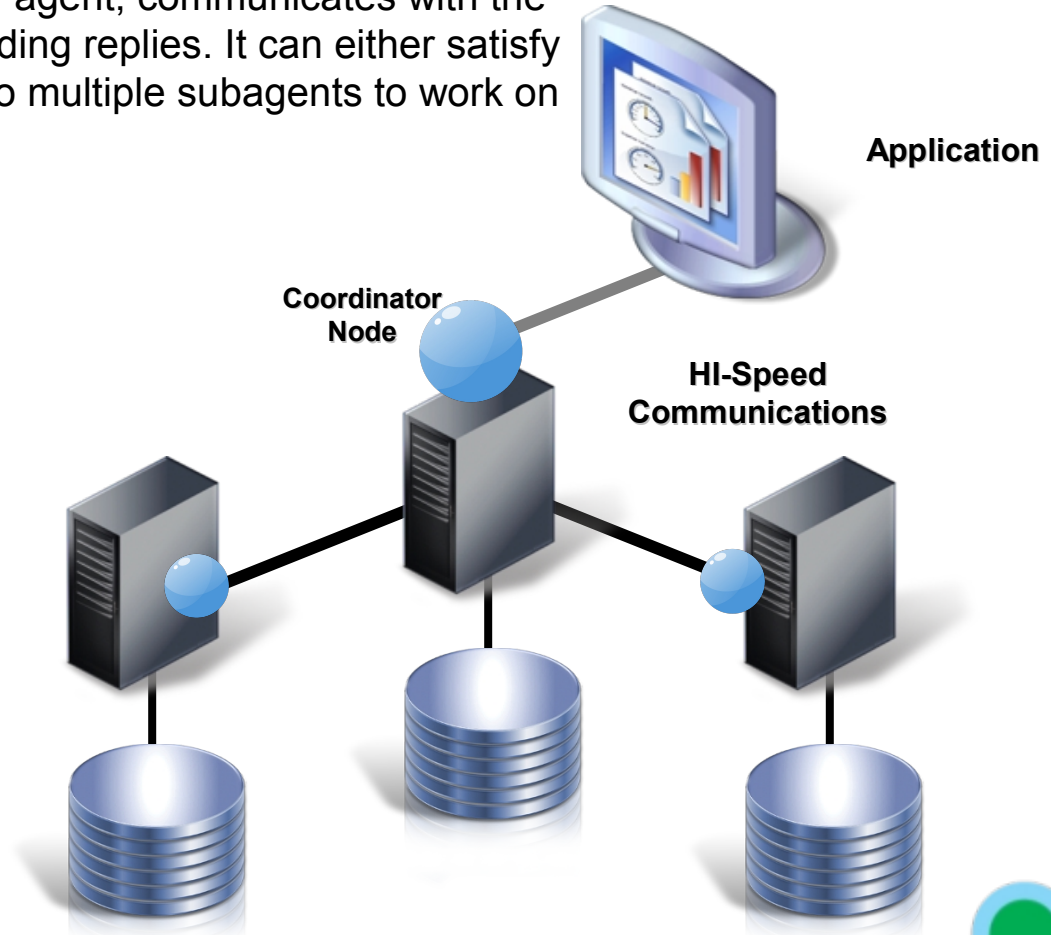 agent, communicates with the
ding replies. It can either satisfy
o multiple subagents to work on
Application
Coordinator
Node
HI-Speed
Communications